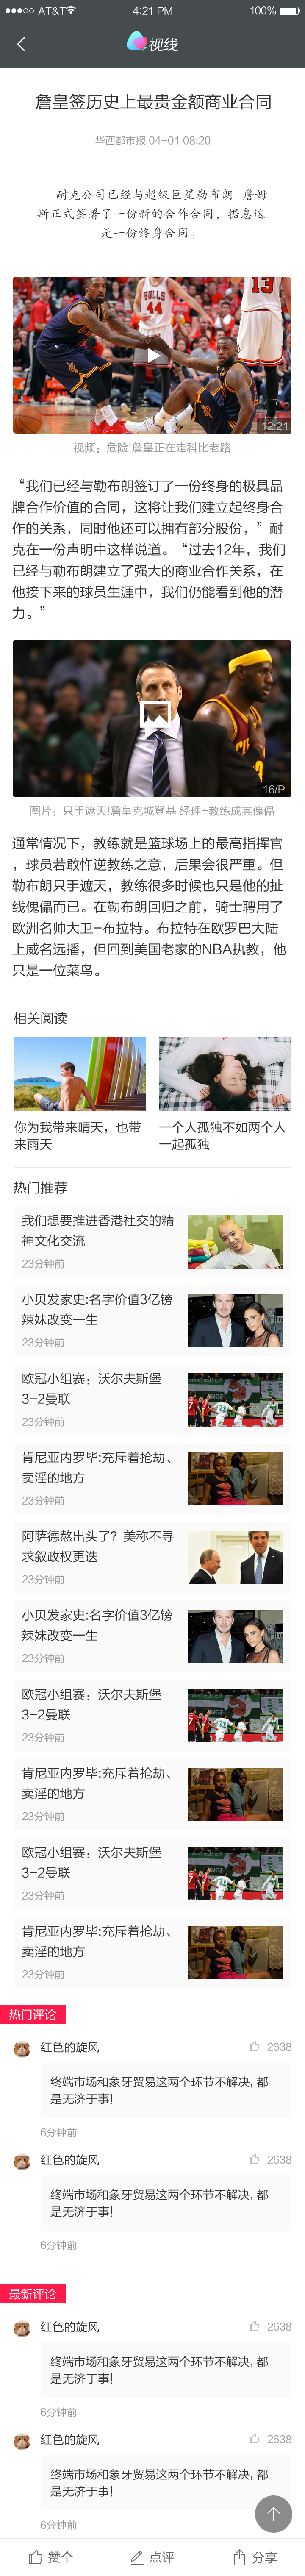 AT&T
4:21 PM
100%
视线
詹皇签历史上最贵金额商业合同
华西都市报 04-01 08:20
耐克公司已经与超级巨星勒布朗-詹姆
斯正式签署了一份新的合作合同，据悉这
是一份终身合同。
BULLS
44
13
12:21
视频：危险!詹皇正在走科比老路
“我们已经与勒布朗签订了一份终身的极具品
牌合作价值的合同，这将让我们建立起终身合
作的关系，同时他还可以拥有部分股份，”耐
克在一份声明中这样说道。“过去12年，我们
已经与勒布朗建立了强大的商业合作关系，在
他接下来的球员生涯中，我们仍能看到他的潜
力。”
16/P
图片：只手遮天!詹皇克城登基 经理+教练成其傀儡
通常情况下，教练就是篮球场上的最高指挥官
，球员若敢忤逆教练之意，后果会很严重。但
勒布朗只手遮天，教练很多时候也只是他的扯
线傀儡而已。在勒布朗回归之前，骑士聘用了
欧洲名帅大卫-布拉特。布拉特在欧罗巴大陆
上威名远播，但回到美国老家的NBA执教，他
只是一位菜鸟。
相关阅读
你为我带来晴天，也带
来雨天
一个人孤独不如两个人
一起孤独
热门推荐
我们想要推进香港社交的精
神文化交流
23分钟前
小贝发家史:名字价值3亿镑
辣妹改变一生
23分钟前
欧冠小组赛：沃尔夫斯堡
3-2曼联
23分钟前
肯尼亚内罗毕:充斥着抢劫、
卖淫的地方
23分钟前
阿萨德熬出头了？美称不寻
求叙政权更迭
23分钟前
小贝发家史:名字价值3亿镑
辣妹改变一生
23分钟前
欧冠小组赛：沃尔夫斯堡
3-2曼联
23分钟前
肯尼亚内罗毕:充斥着抢劫、
卖淫的地方
23分钟前
欧冠小组赛：沃尔夫斯堡
3-2曼联
23分钟前
肯尼亚内罗毕:充斥着抢劫、
卖淫的地方
23分钟前
热门评论
红色的旋风
2638
终端市场和象牙贸易这两个环节不解决,都
是无济于事!
6分钟前
红色的旋风
2638
终端市场和象牙贸易这两个环节不解决,都
是无济于事!
6分钟前
最新评论
红色的旋风
2638
终端市场和象牙贸易这两个环节不解决,都
是无济于事!
6分钟前
红色的旋风
2638
终端市场和象牙贸易这两个环节不解决,都
是无济于事!
6分钟前
赞个
点评
分享